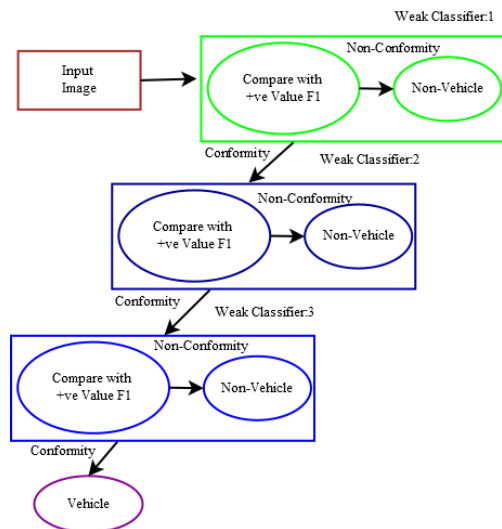 Weak Classifier:1
Non-Conformity
Input
Image
Compare with
+ve Value F1
Non-Vehicle
Conformity
Weak Classifier:2
Non-Conformity
Compare with
+ve Value F1
Non-Vehicle
Conformity
Weak Classifier:3
Non-Conformity
Compare with
+ve Value F1
Non-Vehicle
Conformity
Vehicle